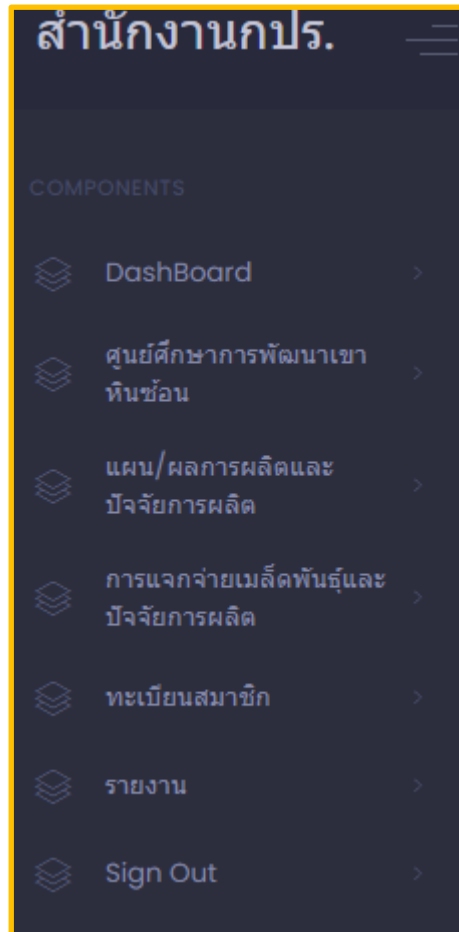 สำนักงานกปร.
COMPONENTS
DashBoard
ศูนย์ศึกษาการพัฒนาเขา
หินซ้อน
แผน/ผลการผลิตและ
ปัจจัยการผลิต
การแจกจ่ายเมล็ดพันธุ์และ
ปัจจัยการผลิต
ทะเบียนสมาชิก
รายงาน
Sign Out